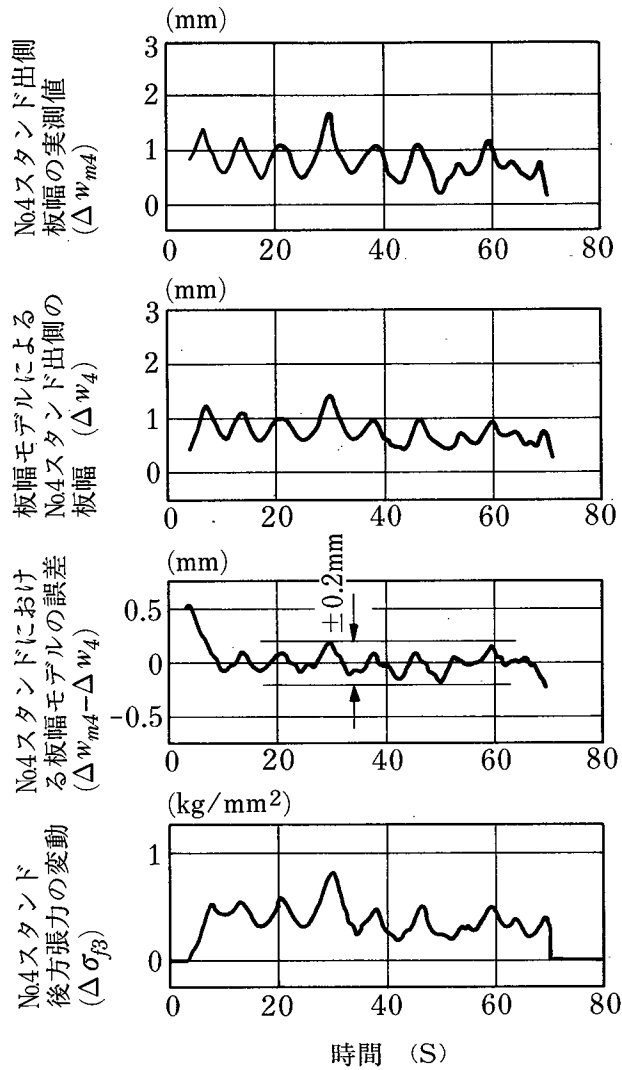 (mm)
No.4スタンド出側
板幅の実測値
(Δwm4)
3
2
1
0
0 20 40 60 80
(mm)
板幅モデルによる
No.4スタンド出側の
板幅 (Δw4)
3
2
1
0
0 20 40 60 80
(mm)
No.4スタンドにおけ
る板幅モデルの誤差
(Δwm4−Δw4)
0.5
0
-0.5
±0.2mm
0 20 40 60 80
(kg/mm²)
No.4スタンド
後方張力の変動
(Δσf3)
1
0
0 20 40 60 80
時間 (S)